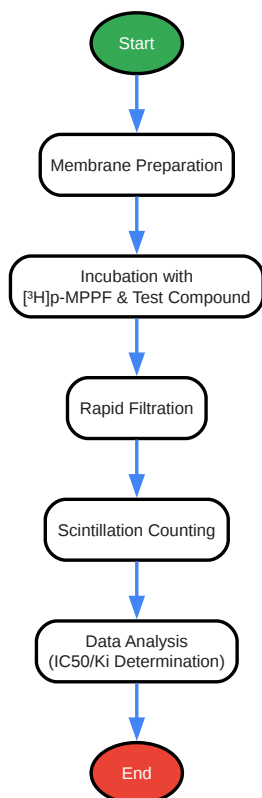 Start
Membrane Preparation
Incubation with
[³H]p-MPPF & Test Compound
Rapid Filtration
Scintillation Counting
Data Analysis
(IC50/Ki Determination)
End